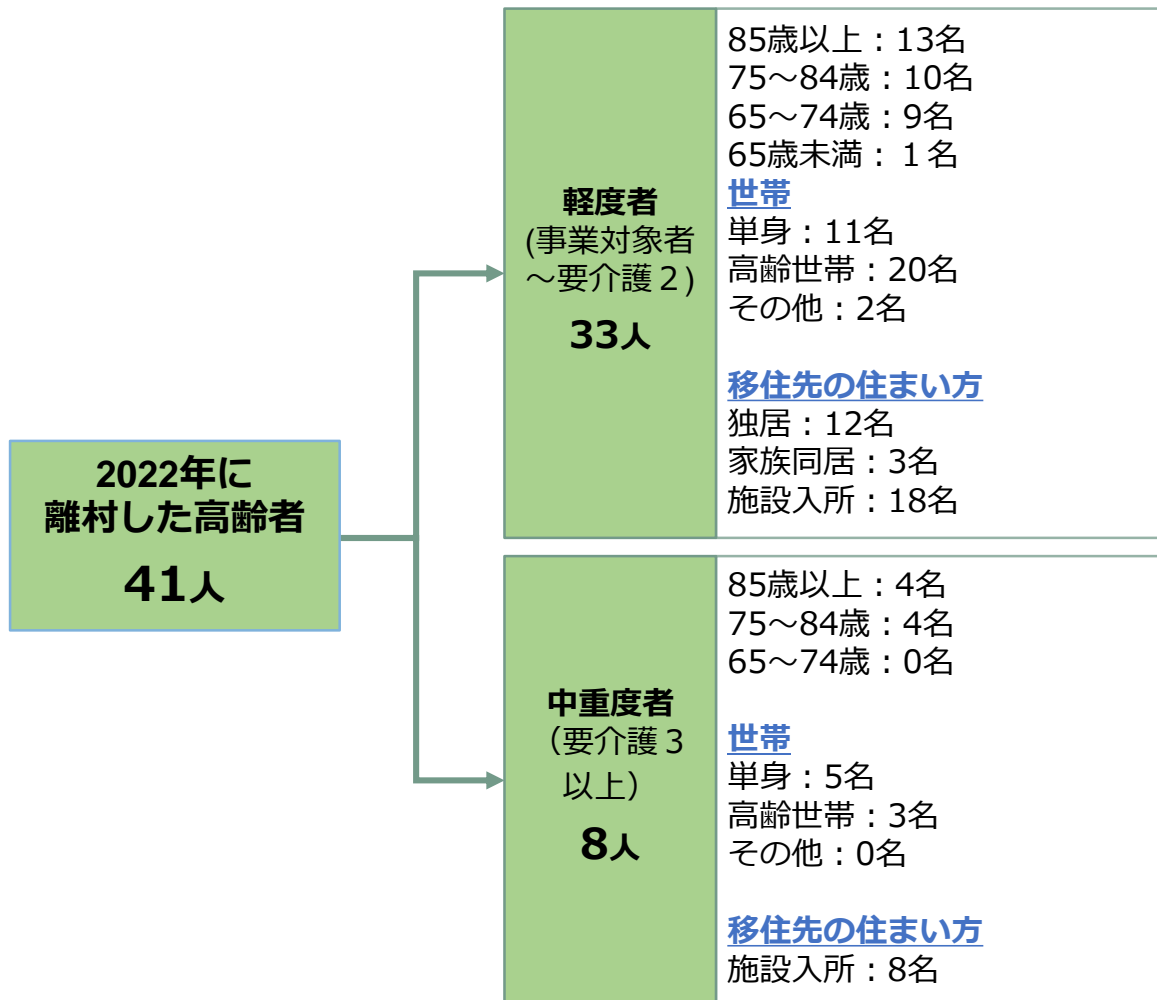 2022年に
離村した高齢者
41人
軽度者
(事業対象者
～要介護２)
33人
85歳以上：13名
75～84歳：10名
65～74歳：9名
65歳未満：１名
世帯
単身：11名
高齢世帯：20名
その他：2名
移住先の住まい方
独居：12名
家族同居：3名
施設入所：18名
中重度者
（要介護３
以上）
8人
85歳以上：4名
75～84歳：4名
65～74歳：0名
世帯
単身：5名
高齢世帯：3名
その他：0名
移住先の住まい方
施設入所：8名